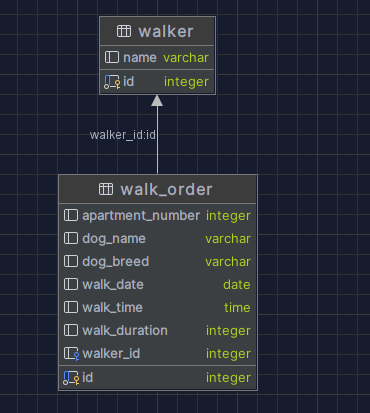 walker
name varchar
id integer
walker_id:id
walk_order
apartment_number integer
dog_name varchar
dog_breed varchar
walk_date date
walk_time time
walk_duration integer
walker_id integer
id integer